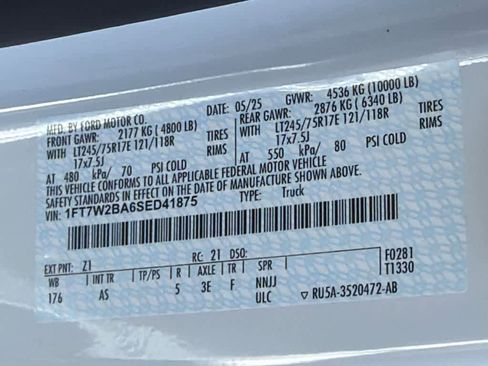 MFD. BY FORD MOTOR CO.
DATE: 05/25 GVWR: 4536 KG (10000 LB)
FRONT GAWR: 2177 KG (4800 LB) REAR GAWR: 2876 KG (6340 LB)
WITH LT245/75R17E 121/118R TIRES LT245/75R17E 121/118R TIRES
17x7.5J RIMS 17x7.5J RIMS
AT 480 kPa/ 70 PSI COLD AT 550 kPa/ 80 PSI COLD
THIS VEHICLE CONFORMS TO ALL APPLICABLE FEDERAL MOTOR VEHICLE
SAFETY STANDARDS IN EFFECT ON THE DATE OF MANUFACTURE SHOWN ABOVE.
VIN: 1FT7W2BA6SED41875 TYPE: Truck
F0281
T1330
EXT PNT: Z1 RC: 21 DSO:
WB INT TR TP/PS R AXLE TR SPR
176 AS 5 3E F NNJJ
ULC ▽ RU5A-3520472-AB